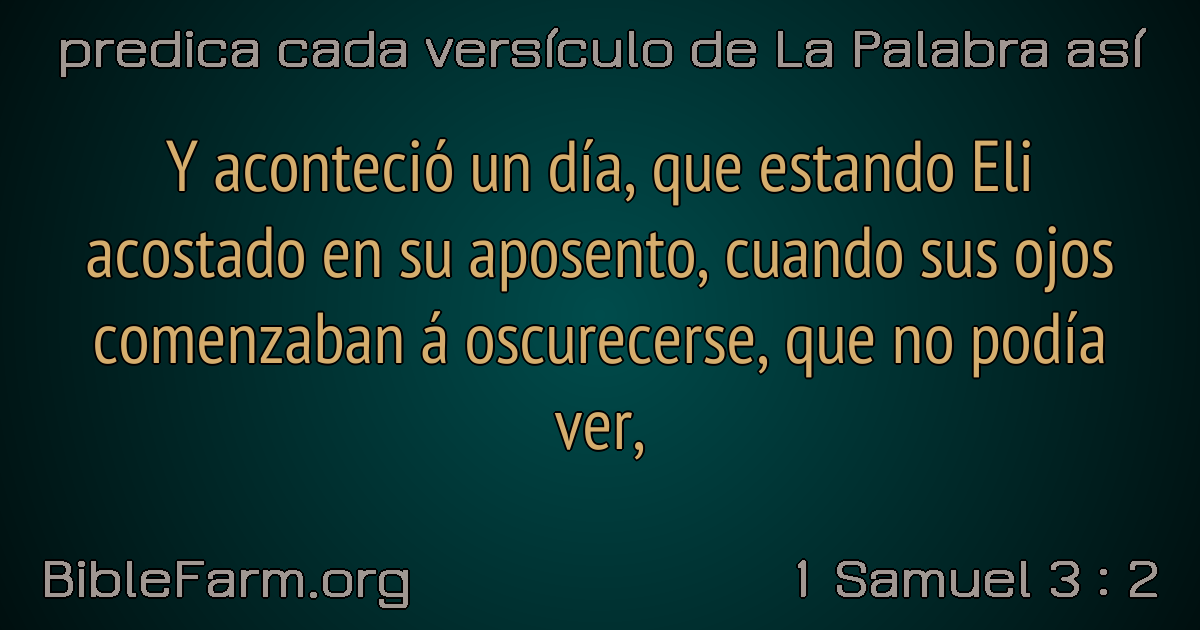 predica cada versículo de La Palabra así
Y aconteció un día, que estando Eli
acostado en su aposento, cuando sus ojos
comenzaban á oscurecerse, que no podía
ver,
BibleFarm.org
1 Samuel 3 : 2